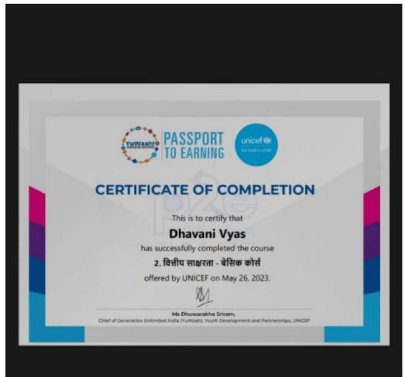 YuWaah!
PASSPORT
TO EARNING
unicef
for every child
CERTIFICATE OF COMPLETION
This is to certify that
Dhavani Vyas
has successfully completed the course
2. वित्तीय साक्षरता - बेसिक कोर्स
offered by UNICEF on May 26, 2023.
Ms Dhuwarakha Sriram,
Chief of Generation Unlimited India (YuWaah), Youth Development and Partnerships, UNICEF